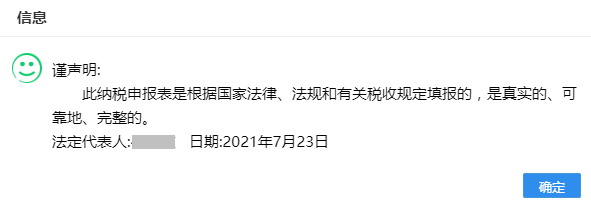 信息
谨声明:
此纳税申报表是根据国家法律、法规和有关税收规定填报的，是真实的、可
靠地、完整的。
法定代表人: 日期:2021年7月23日
确定